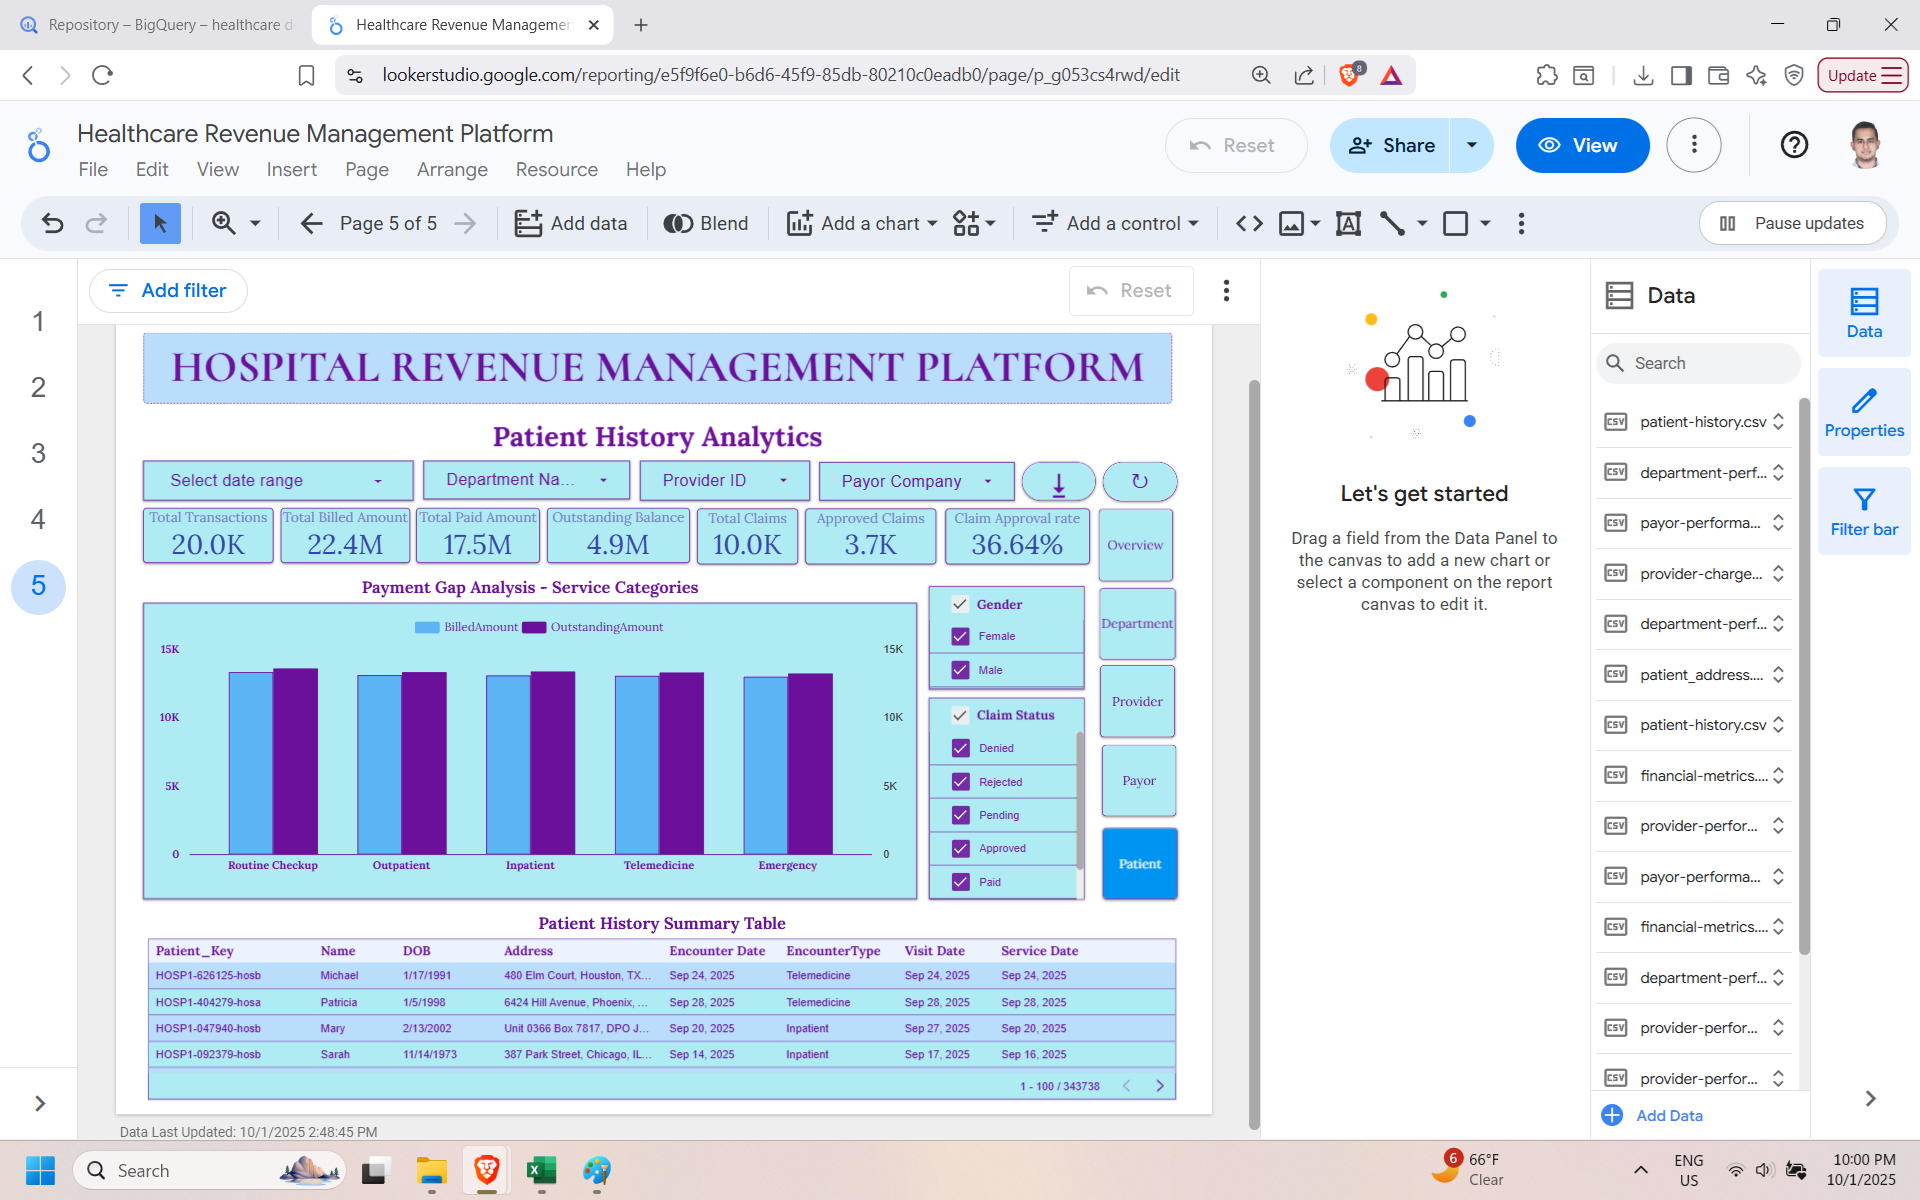 Repository – BigQuery – healthcare d
Healthcare Revenue Managemen
lookerstudio.google.com/reporting/e5f9f6e0-b6d6-45f9-85db-80210c0eadb0/page/p_g053cs4rwd/edit
8
Update
Healthcare Revenue Management Platform
File Edit View Insert Page Arrange Resource Help
Reset
Share
View
Page 5 of 5
Add data
Blend
Add a chart
Add a control
Pause updates
Add filter
Reset
1
2
3
4
5
HOSPITAL REVENUE MANAGEMENT PLATFORM
Patient History Analytics
Select date range
Department Na...
Provider ID
Payor Company
Total Transactions
20.0K
Total Billed Amount
22.4M
Total Paid Amount
17.5M
Outstanding Balance
4.9M
Total Claims
10.0K
Approved Claims
3.7K
Claim Approval rate
36.64%
Overview
Department
Provider
Payor
Patient
Payment Gap Analysis - Service Categories
BilledAmount OutstandingAmount
15K 15K
10K 10K
5K 5K
0 0
Routine Checkup Outpatient Inpatient Telemedicine Emergency
Gender
Female
Male
Claim Status
Denied
Rejected
Pending
Approved
Paid
Patient History Summary Table
Patient_Key Name DOB Address Encounter Date EncounterType Visit Date Service Date
HOSP1-626125-hosb Michael 1/17/1991 480 Elm Court, Houston, TX... Sep 24, 2025 Telemedicine Sep 24, 2025 Sep 24, 2025
HOSP1-404279-hosa Patricia 1/5/1998 6424 Hill Avenue, Phoenix, ... Sep 28, 2025 Telemedicine Sep 28, 2025 Sep 28, 2025
HOSP1-047940-hosb Mary 2/13/2002 Unit 0366 Box 7817, DPO J... Sep 20, 2025 Inpatient Sep 27, 2025 Sep 20, 2025
HOSP1-092379-hosb Sarah 11/14/1973 387 Park Street, Chicago, IL... Sep 14, 2025 Inpatient Sep 17, 2025 Sep 16, 2025
1 - 100 / 343738
Data Last Updated: 10/1/2025 2:48:45 PM
Let's get started
Drag a field from the Data Panel to
the canvas to add a new chart or
select a component on the report
canvas to edit it.
Data
Search
CSV patient-history.csv
CSV department-perf...
CSV payor-performa...
CSV provider-charge...
CSV department-perf...
CSV patient_address....
CSV patient-history.csv
CSV financial-metrics....
CSV provider-perfor...
CSV payor-performa...
CSV financial-metrics....
CSV department-perf...
CSV provider-perfor...
CSV provider-perfor...
Add Data
Data
Properties
Filter bar
Search
6
66°F
Clear
ENG
US
10:00 PM
10/1/2025